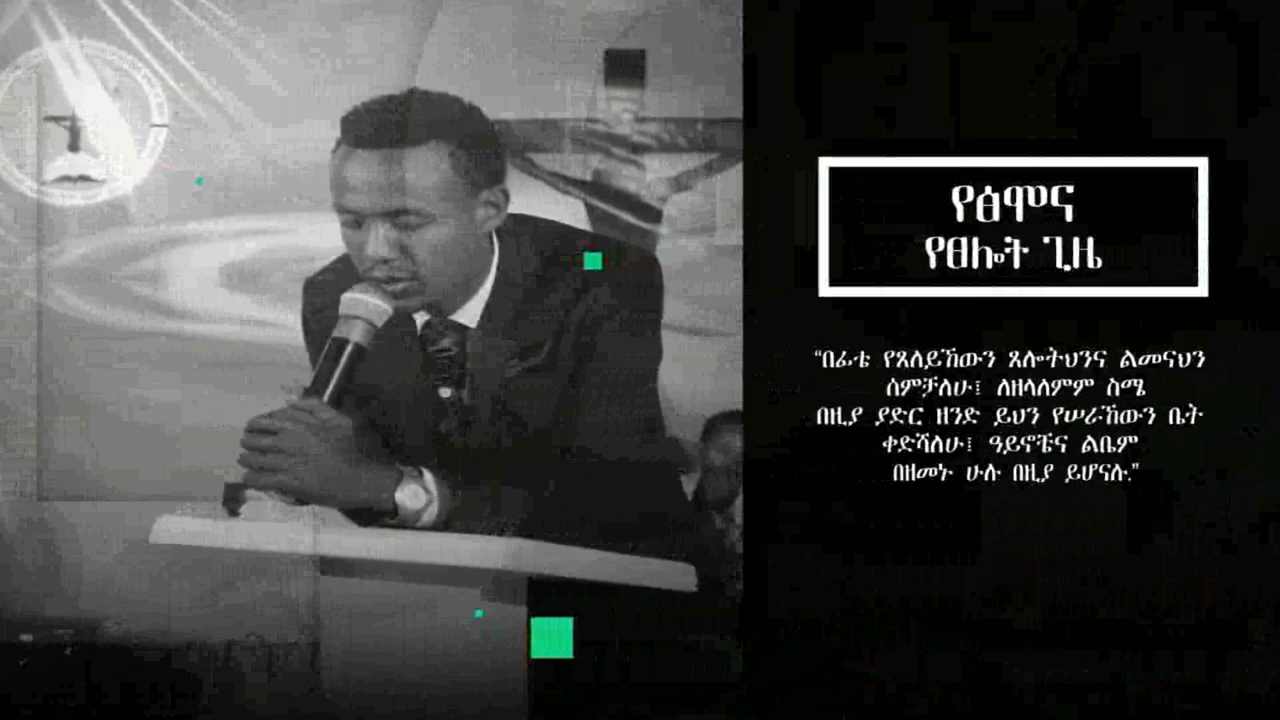 የፅሞና
የፀሎት ጊዜ
“በፊቴ የጸለይኸውን ጸሎትህንና ልመናህን
ሰምቻለሁ፤ ለዘላለምም ስሜ
በዚያ ያድር ዘንድ ይህን የሠራኸውን ቤት
ቀድሻለሁ፤ ዓይኖቼና ልቤም
በዘመኑ ሁሉ በዚያ ይሆናሉ.”